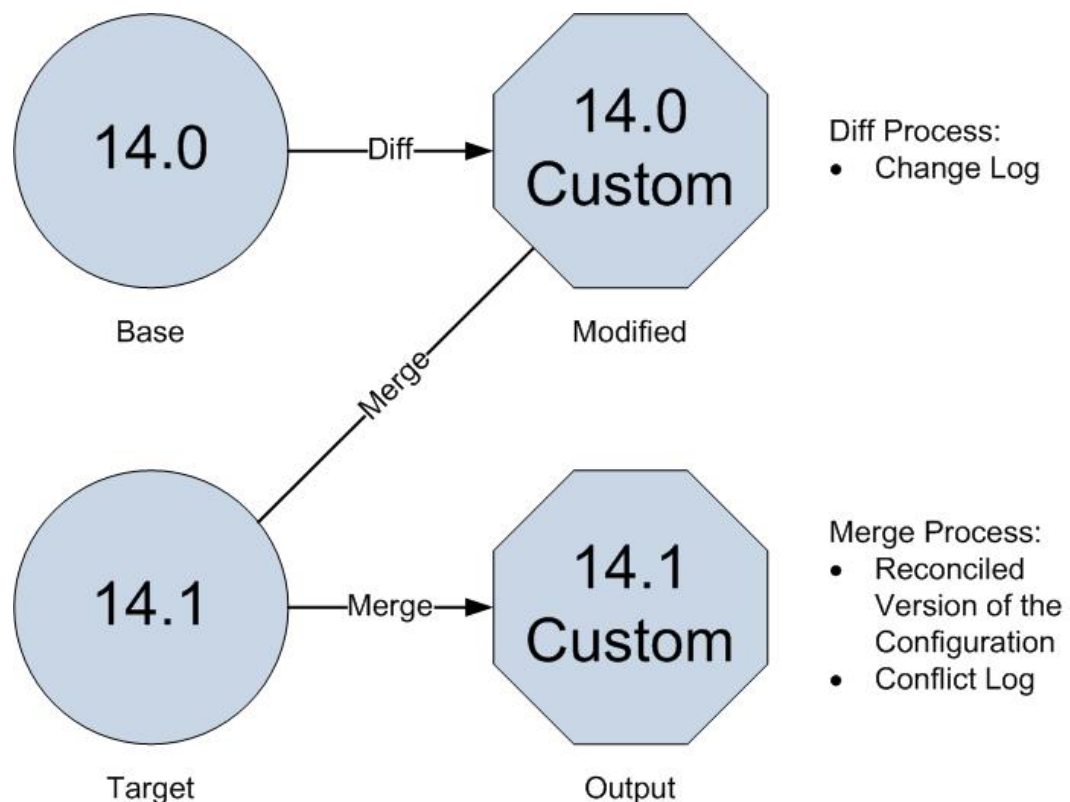 14.0
Diff
14.0
Custom
Diff Process:
• Change Log
Base
Modified
Merge
14.1
Merge
14.1
Custom
Merge Process:
• Reconciled
Version of the
Configuration
• Conflict Log
Target
Output